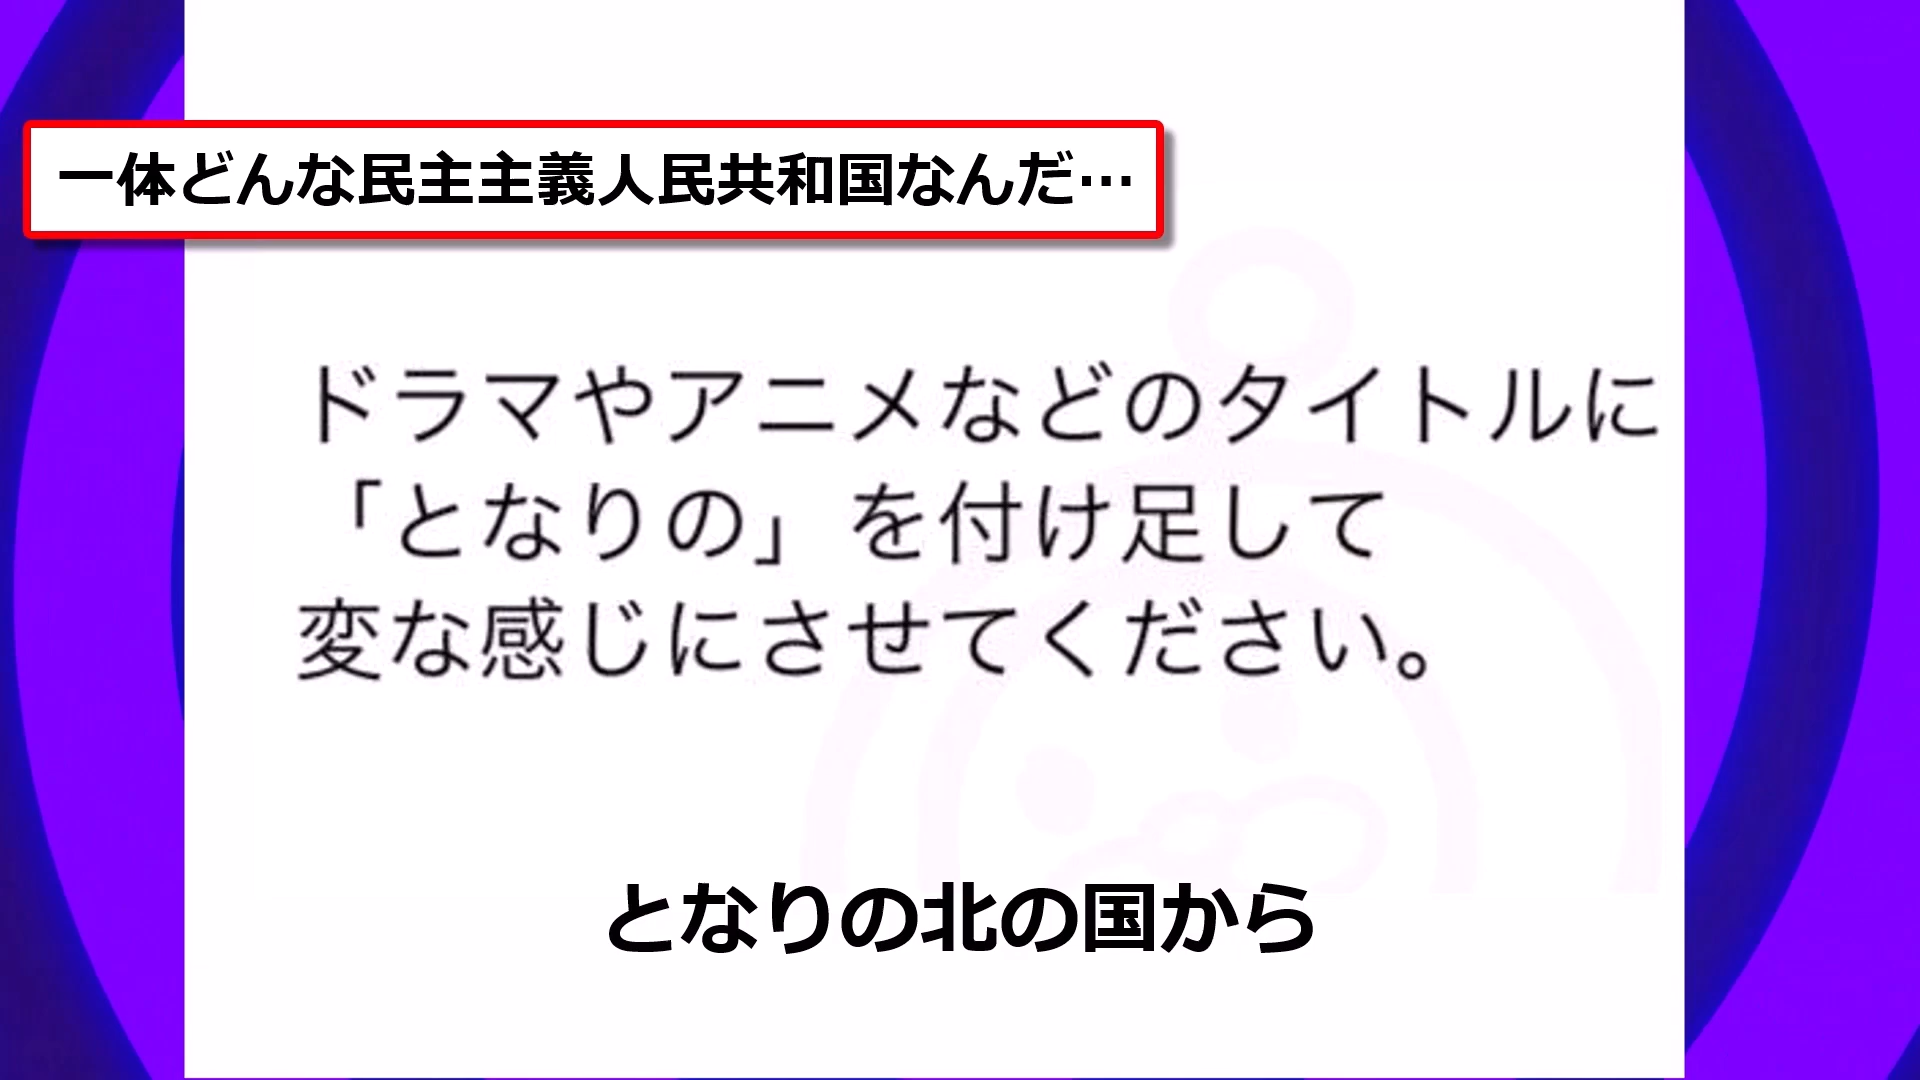 一体どんな民主主義人民共和国なんだ…
ドラマやアニメなどのタイトルに
「となりの」を付け足して
変な感じにさせてください。
となりの北の国から